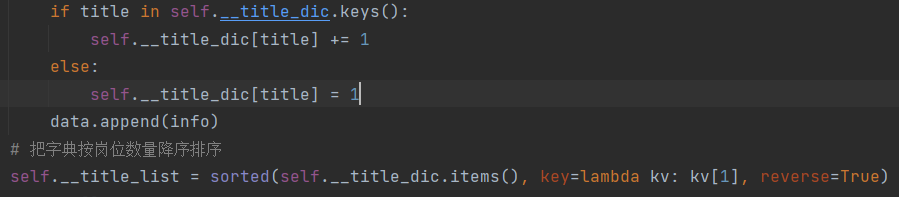 if title in self.__title_dic.keys():
self.__title_dic[title] += 1
else:
self.__title_dic[title] = 1
data.append(info)
# 把字典按岗位数量降序排序
self.__title_list = sorted(self.__title_dic.items(), key=lambda kv: kv[1], reverse=True)